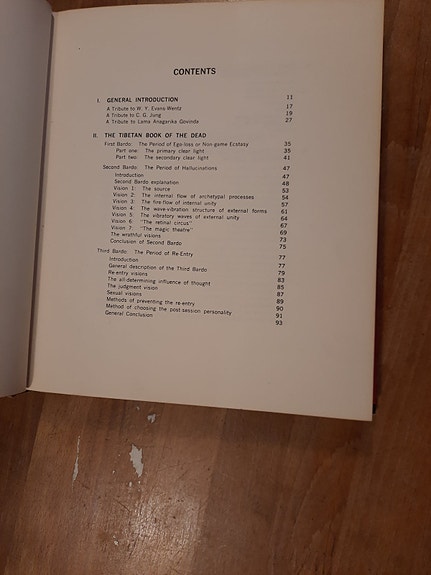 CONTENTS
I. GENERAL INTRODUCTION 11
A Tribute to W. Y. Evans-Wentz 17
A Tribute to C. G. Jung 19
A Tribute to Lama Anagarika Govinda 27
II. THE TIBETAN BOOK OF THE DEAD
First Bardo: The Period of Ego-loss or Non-game Ecstasy 35
Part one: The primary clear light 35
Part two: The secondary clear light 41
Second Bardo: The Period of Hallucinations 47
Introduction 47
Second Bardo explanation 48
Vision 1: The source 53
Vision 2: The internal flow of archetypal processes 54
Vision 3: The fire-flow of internal unity 57
Vision 4: The wave-vibration structure of external forms 61
Vision 5: The vibratory waves of external unity 64
Vision 6: "The retinal circus" 67
Vision 7: "The magic theatre" 69
The wrathful visions 73
Conclusion of Second Bardo 75
Third Bardo: The Period of Re-Entry 77
Introduction 77
General description of the Third Bardo 79
Re-entry visions 83
The all-determining influence of thought 85
The judgment vision 87
Sexual visions 89
Methods of preventing the re-entry 90
Method of choosing the post-session personality 91
General Conclusion 93